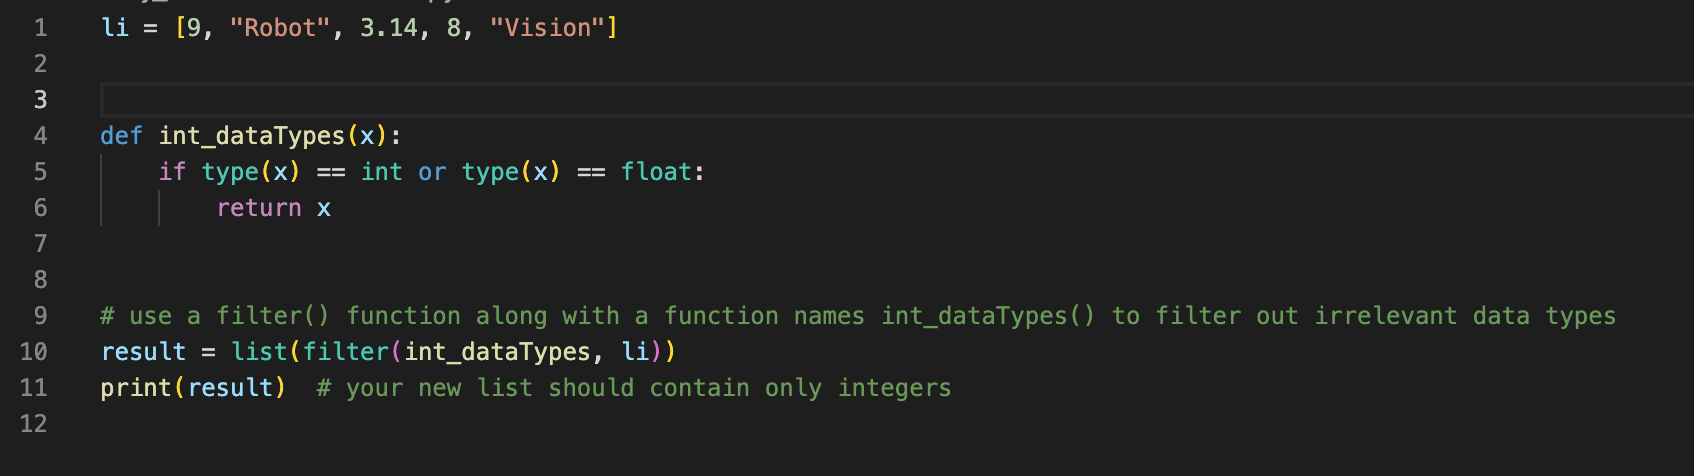 1 li = [9, "Robot", 3.14, 8, "Vision"]
2
3
4 def int_dataTypes(x):
5     if type(x) == int or type(x) == float:
6         return x
7
8
9 # use a filter() function along with a function names int_dataTypes() to filter out irrelevant data types
10 result = list(filter(int_dataTypes, li))
11 print(result)  # your new list should contain only integers
12